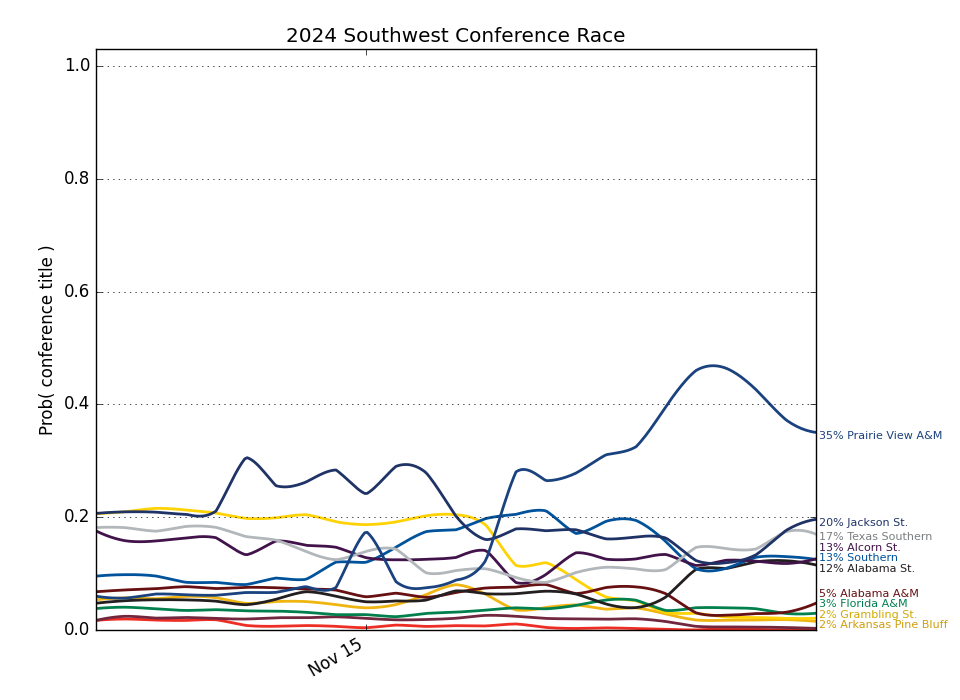 2024 Southwest Conference Race
1.0
0.8
0.6
0.4
0.2
0.0
Prob( conference title )
Nov 15
35% Prairie View A&M
20% Jackson St.
17% Texas Southern
13% Alcorn St.
13% Southern
12% Alabama St.
5% Alabama A&M
3% Florida A&M
2% Grambling St.
2% Arkansas Pine Bluff